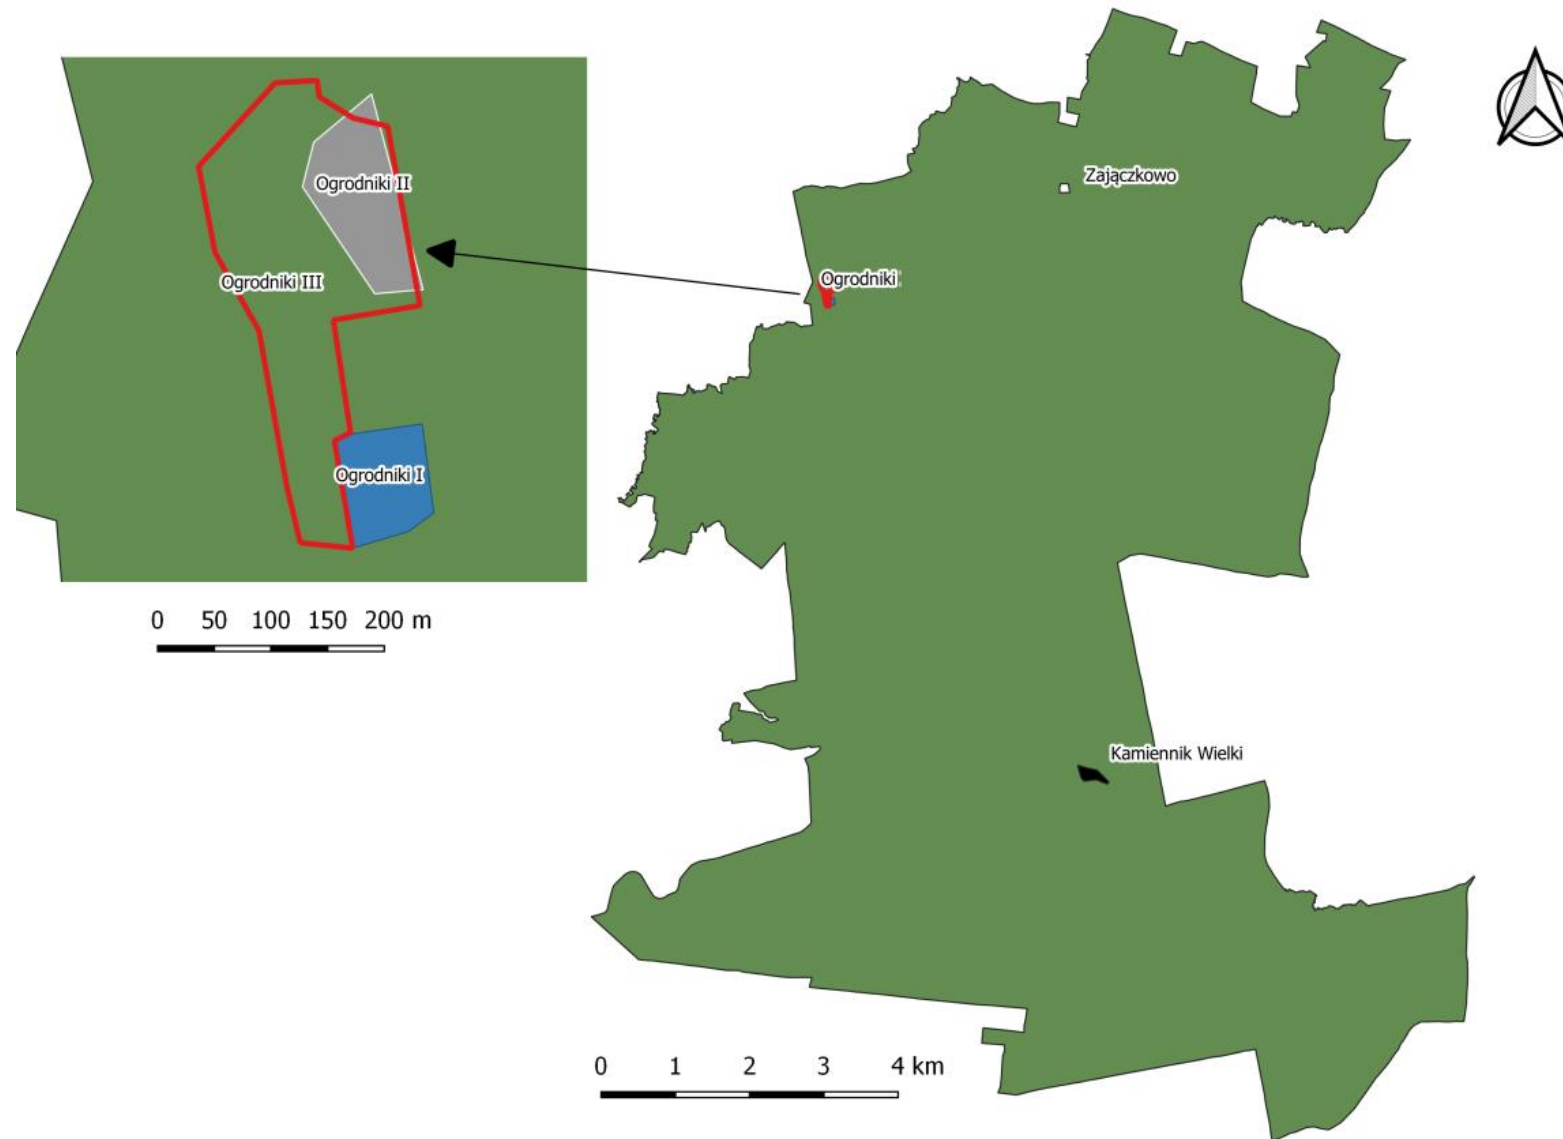 Zajączkowo
Ogrodniki II
Ogrodniki III
Ogrodniki
Ogrodniki I
0 50 100 150 200 m
Kamiennik Wielki
0 1 2 3 4 km